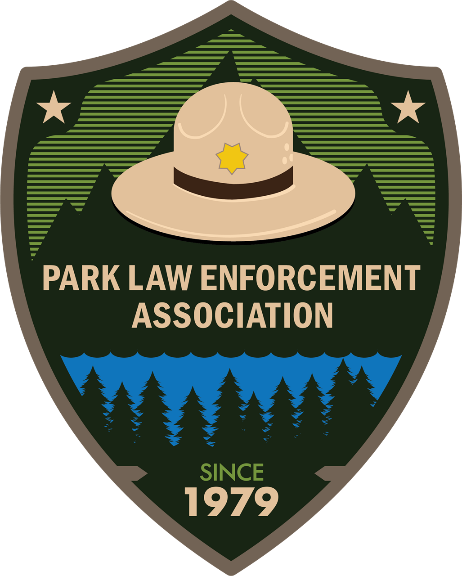 PARK LAW ENFORCEMENT
ASSOCIATION
SINCE
1979